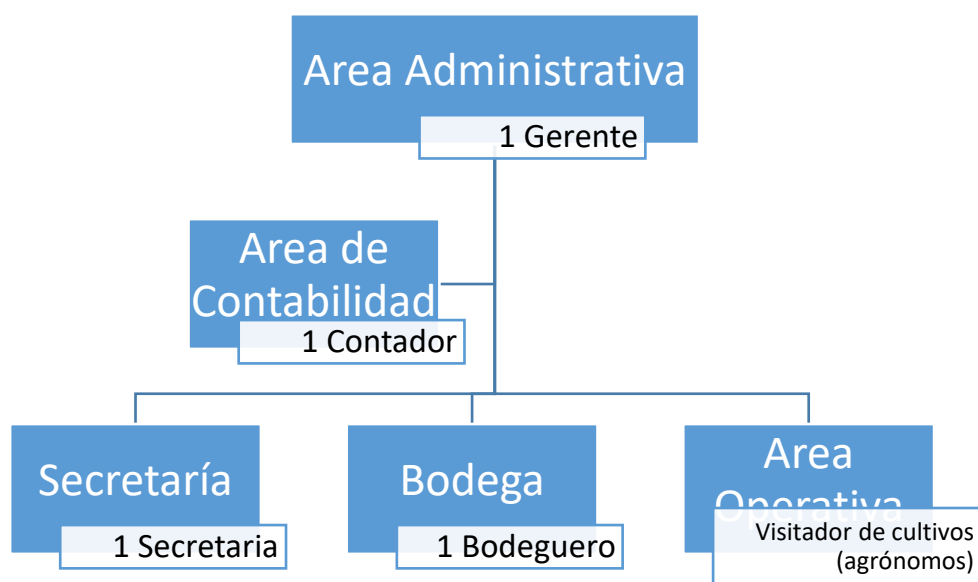 Area Administrativa
1 Gerente
Area de
Contabilidad
1 Contador
Secretaría
1 Secretaria
Bodega
1 Bodeguero
Area
Operativa
Visitador de cultivos
(agrónomos)